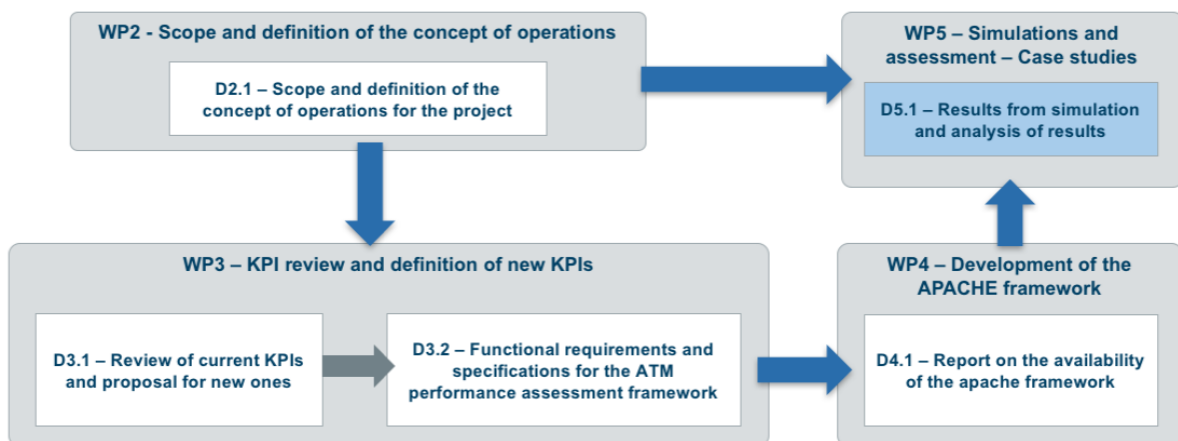 WP2 - Scope and definition of the concept of operations
D2.1 – Scope and definition of the
concept of operations for the project
WP5 – Simulations and
assessment – Case studies
D5.1 – Results from simulation
and analysis of results
WP3 – KPI review and definition of new KPIs
D3.1 – Review of current KPIs
and proposal for new ones
D3.2 – Functional requirements and
specifications for the ATM
performance assessment framework
WP4 – Development of the
APACHE framework
D4.1 – Report on the availability
of the apache framework